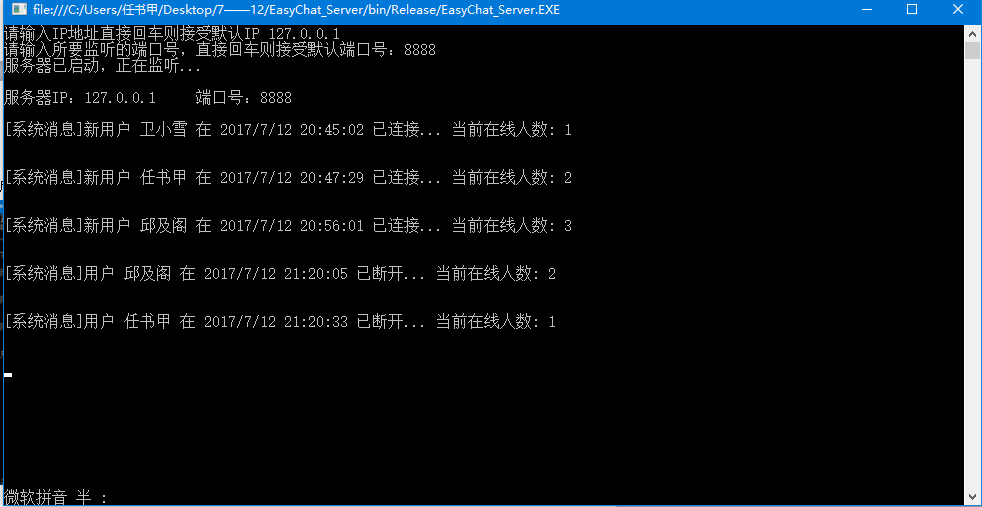 file:///C:/Users/任书甲/Desktop/7——12/EasyChat_Server/bin/Release/EasyChat_Server.EXE
请输入IP地址直接回车则接受默认IP 127.0.0.1
请输入所要监听的端口号，直接回车则接受默认端口号：8888
服务器已启动，正在监听...
服务器IP：127.0.0.1 端口号：8888
[系统消息]新用户 卫小雪 在 2017/7/12 20:45:02 已连接... 当前在线人数: 1
[系统消息]新用户 任书甲 在 2017/7/12 20:47:29 已连接... 当前在线人数: 2
[系统消息]新用户 邱及阁 在 2017/7/12 20:56:01 已连接... 当前在线人数: 3
[系统消息]用户 邱及阁 在 2017/7/12 21:20:05 已断开... 当前在线人数: 2
[系统消息]用户 任书甲 在 2017/7/12 21:20:33 已断开... 当前在线人数: 1
微软拼音 半 :